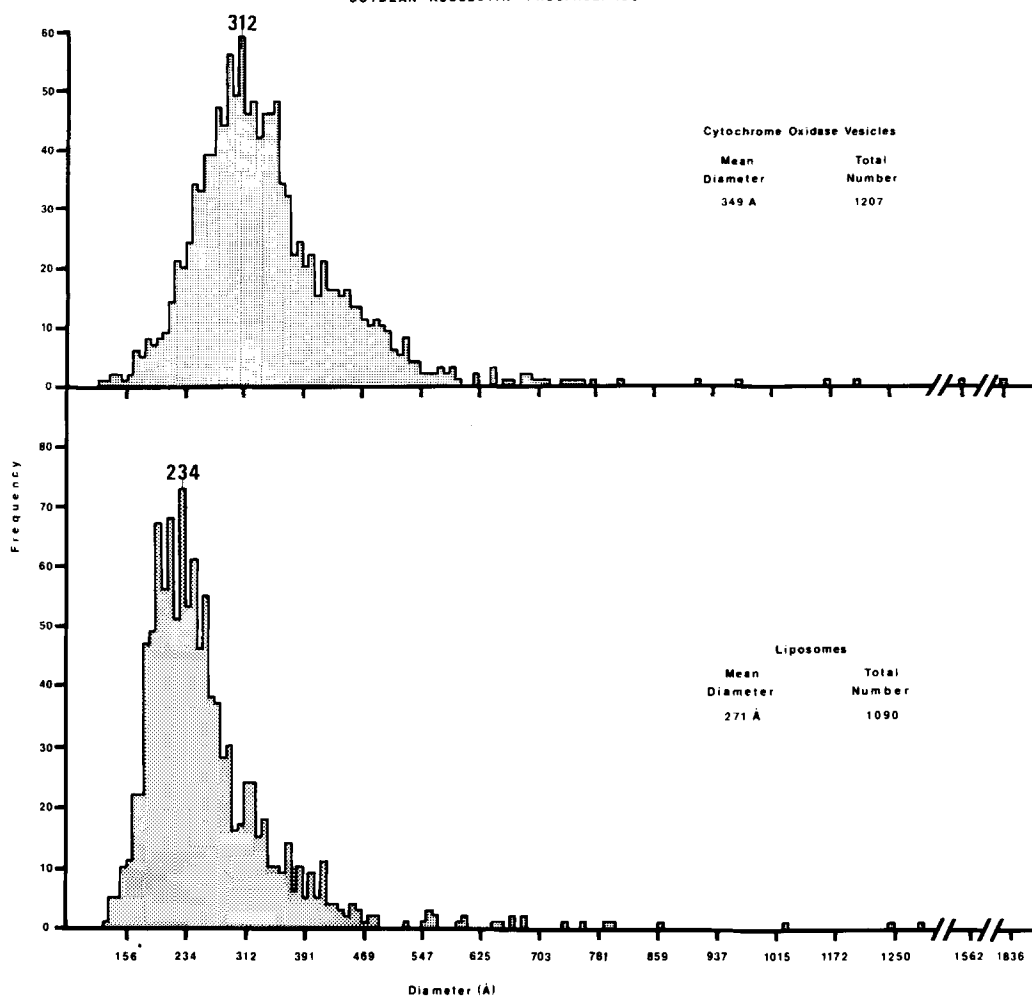 312
60
50
40
30
20
10
0
Cytochrome Oxidase Vesicles
Mean Total
Diameter Number
349 A 1207
Frequency
80
70
60
50
40
30
20
10
0
234
Liposomes
Mean Total
Diameter Number
271 Å 1090
156 234 312 391 469 547 625 703 781 859 937 1015 1172 1250 1562 1836
Diameter (Å)